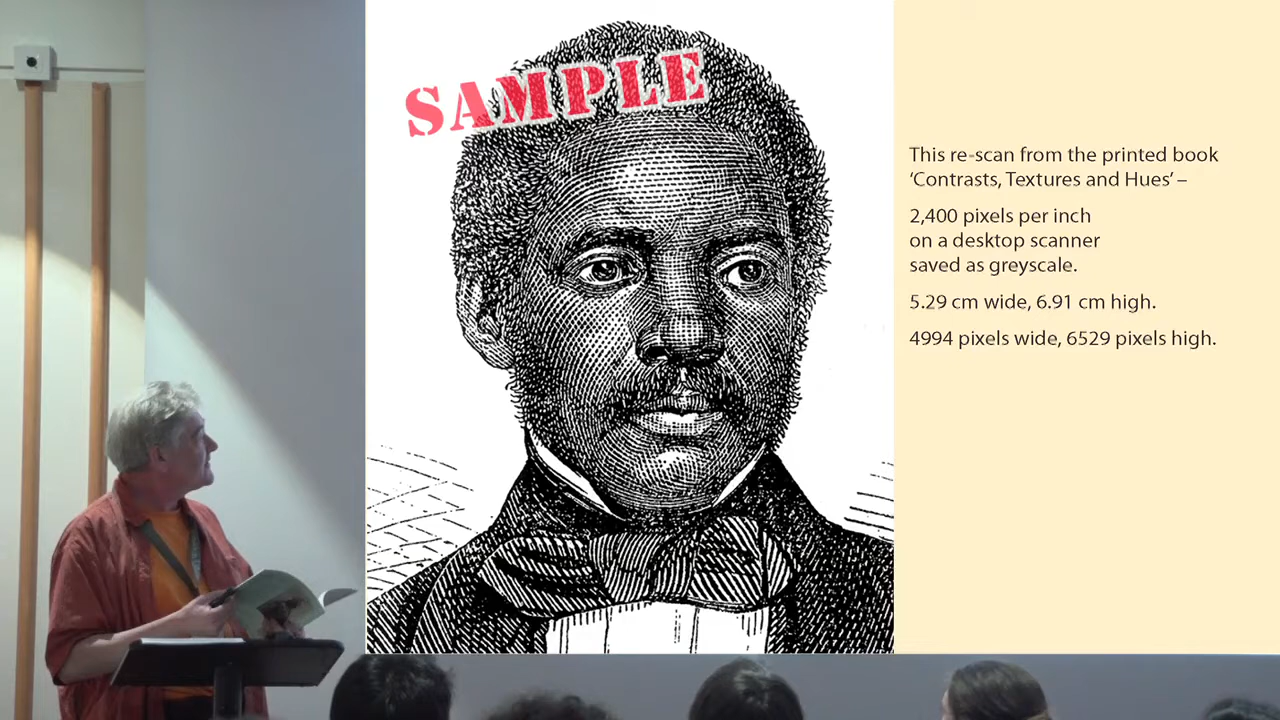 SAMPLE
This re-scan from the printed book
‘Contrasts, Textures and Hues’ –
2,400 pixels per inch
on a desktop scanner
saved as greyscale.
5.29 cm wide, 6.91 cm high.
4994 pixels wide, 6529 pixels high.